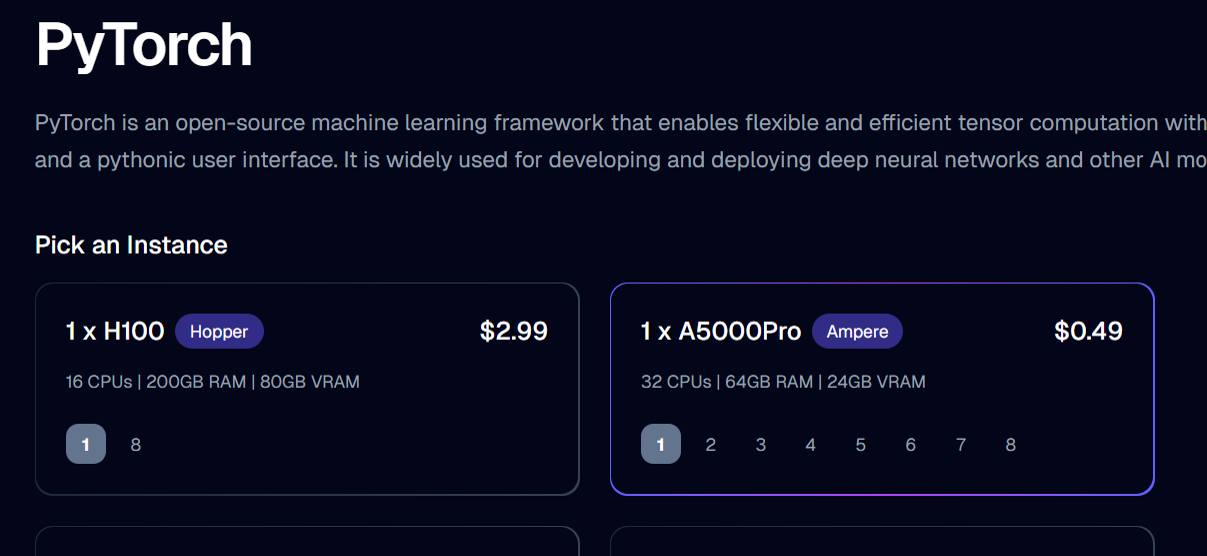 PyTorch
PyTorch is an open-source machine learning framework that enables flexible and efficient tensor computation with
and a pythonic user interface. It is widely used for developing and deploying deep neural networks and other AI mo
Pick an Instance
1 x H100 Hopper $2.99
16 CPUs | 200GB RAM | 80GB VRAM
1 8
1 x A5000Pro Ampere $0.49
32 CPUs | 64GB RAM | 24GB VRAM
1 2 3 4 5 6 7 8